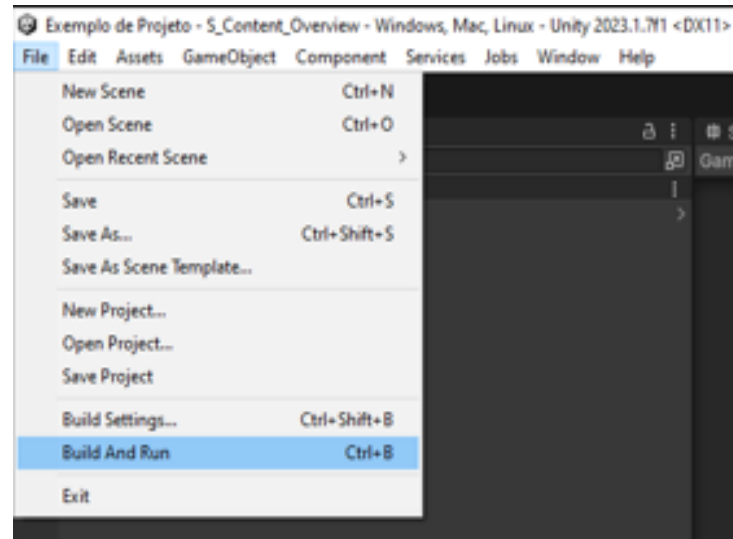 Exemplo de Projeto - S_Content_Overview - Windows, Mac, Linux - Unity 2023.1.7f1 <DX11>
File Edit Assets GameObject Component Services Jobs Window Help
New Scene Ctrl+N
Open Scene Ctrl+O
Open Recent Scene >
Save Ctrl+S
Save As... Ctrl+Shift+S
Save As Scene Template...
New Project...
Open Project...
Save Project
Build Settings... Ctrl+Shift+B
Build And Run Ctrl+B
Exit